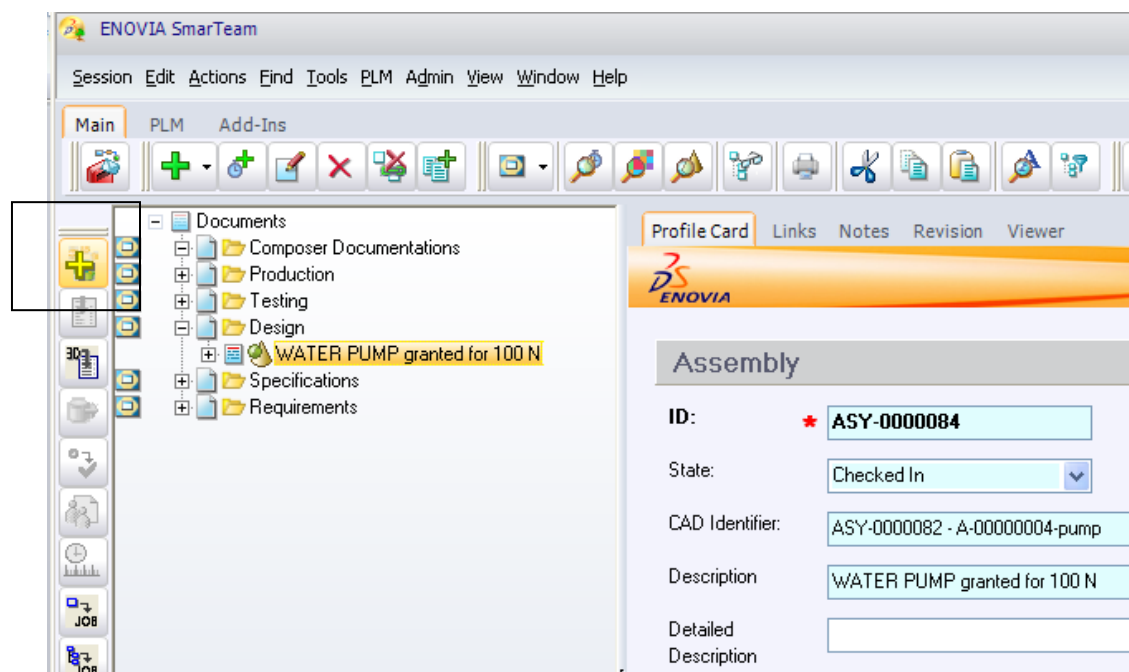 ENOVIA SmarTeam
Session Edit Actions Find Tools PLM Admin View Window Help
Main PLM Add-Ins
Documents
Composer Documentations
Production
Testing
Design
WATER PUMP granted for 100 N
Specifications
Requirements
3D
JOB
JOB
Profile Card Links Notes Revision Viewer
ENOVIA
Assembly
ID: * ASY-0000084
State: Checked In
CAD Identifier: ASY-0000082 - A-00000004-pump
Description WATER PUMP granted for 100 N
Detailed
Description